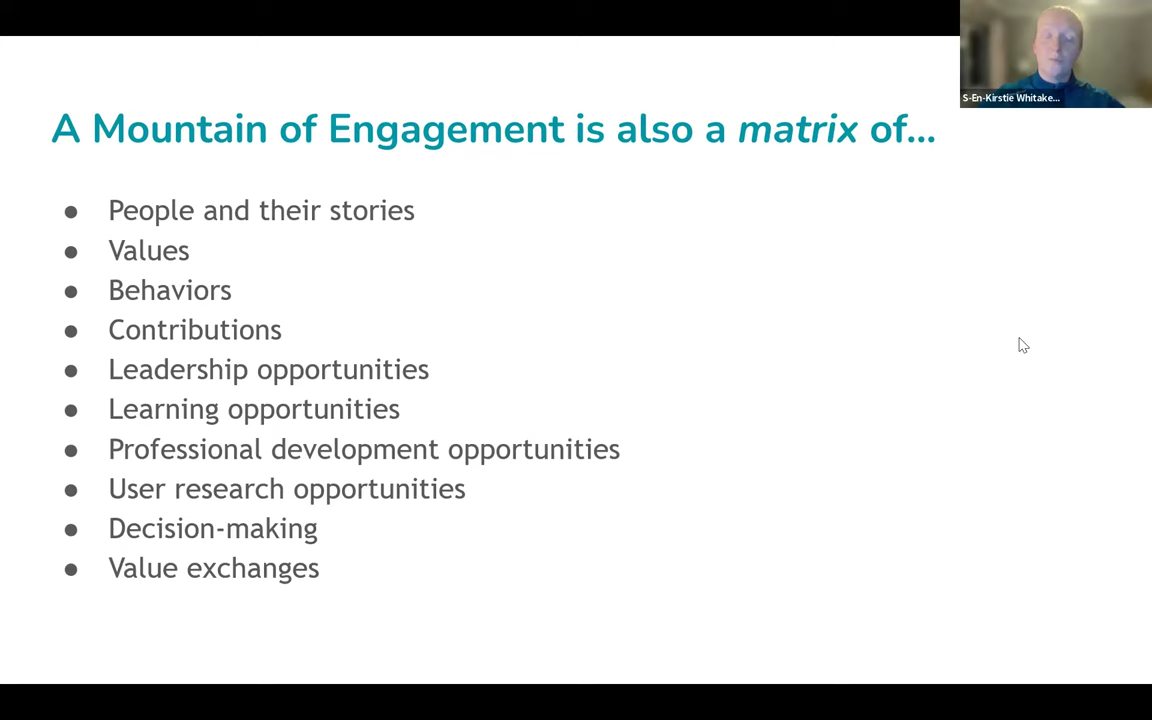 S-En-Kirstie Whitake...
A Mountain of Engagement is also a matrix of...
● People and their stories
● Values
● Behaviors
● Contributions
● Leadership opportunities
● Learning opportunities
● Professional development opportunities
● User research opportunities
● Decision-making
● Value exchanges